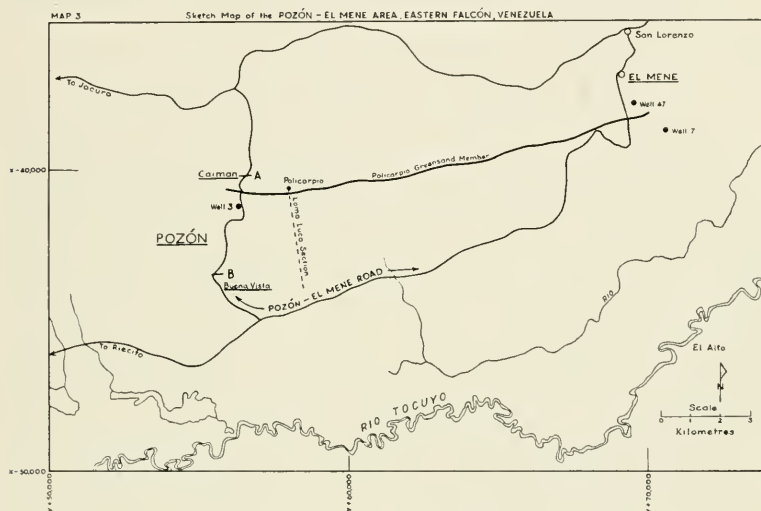 MAP 3
Sketch Map of the POZÓN - EL MENE AREA, EASTERN FALCÓN, VENEZUELA
San Lorenzo
To Jacura
EL MENE
Well 47
Well 7
X-40,000
Caiman
A
Policarpio
Policarpio Greensand Member
Well 3
Loma Luca Section
POZÓN
B
Buena Vista
POZÓN - EL MENE ROAD
RIO
To Riecito
El Alto
N
RIO TOCUYO
Scale
0 1 2 3
Kilometres
X-50,000
Y+50,000
Y+60,000
Y+70,000